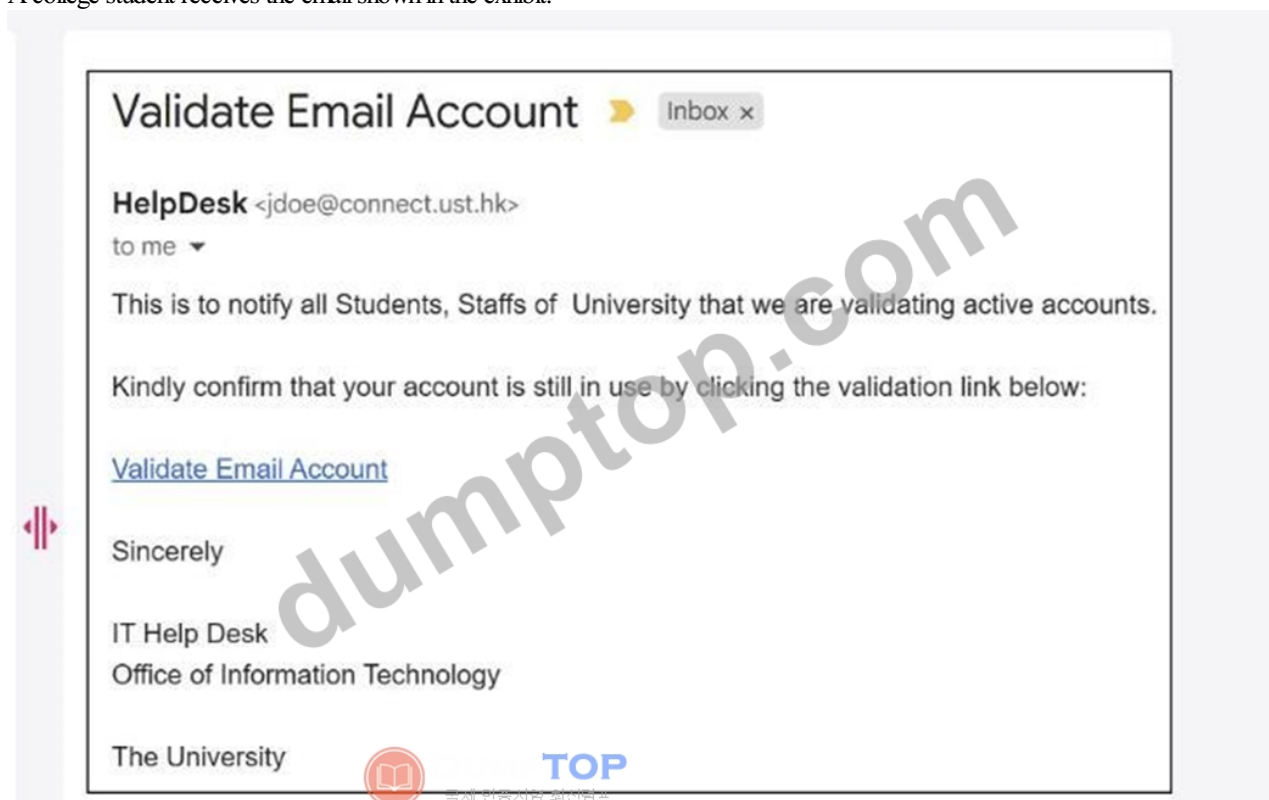 A college student receives the email shown in the exhibit.
Validate Email Account Inbox ×
HelpDesk <jdoe@connect.ust.hk>
to me
This is to notify all Students, Staffs of University that we are validating active accounts.
Kindly confirm that your account is still in use by clicking the validation link below:
Validate Email Account
Sincerely
IT Help Desk
Office of Information Technology
The University
dumptop.com
TOP